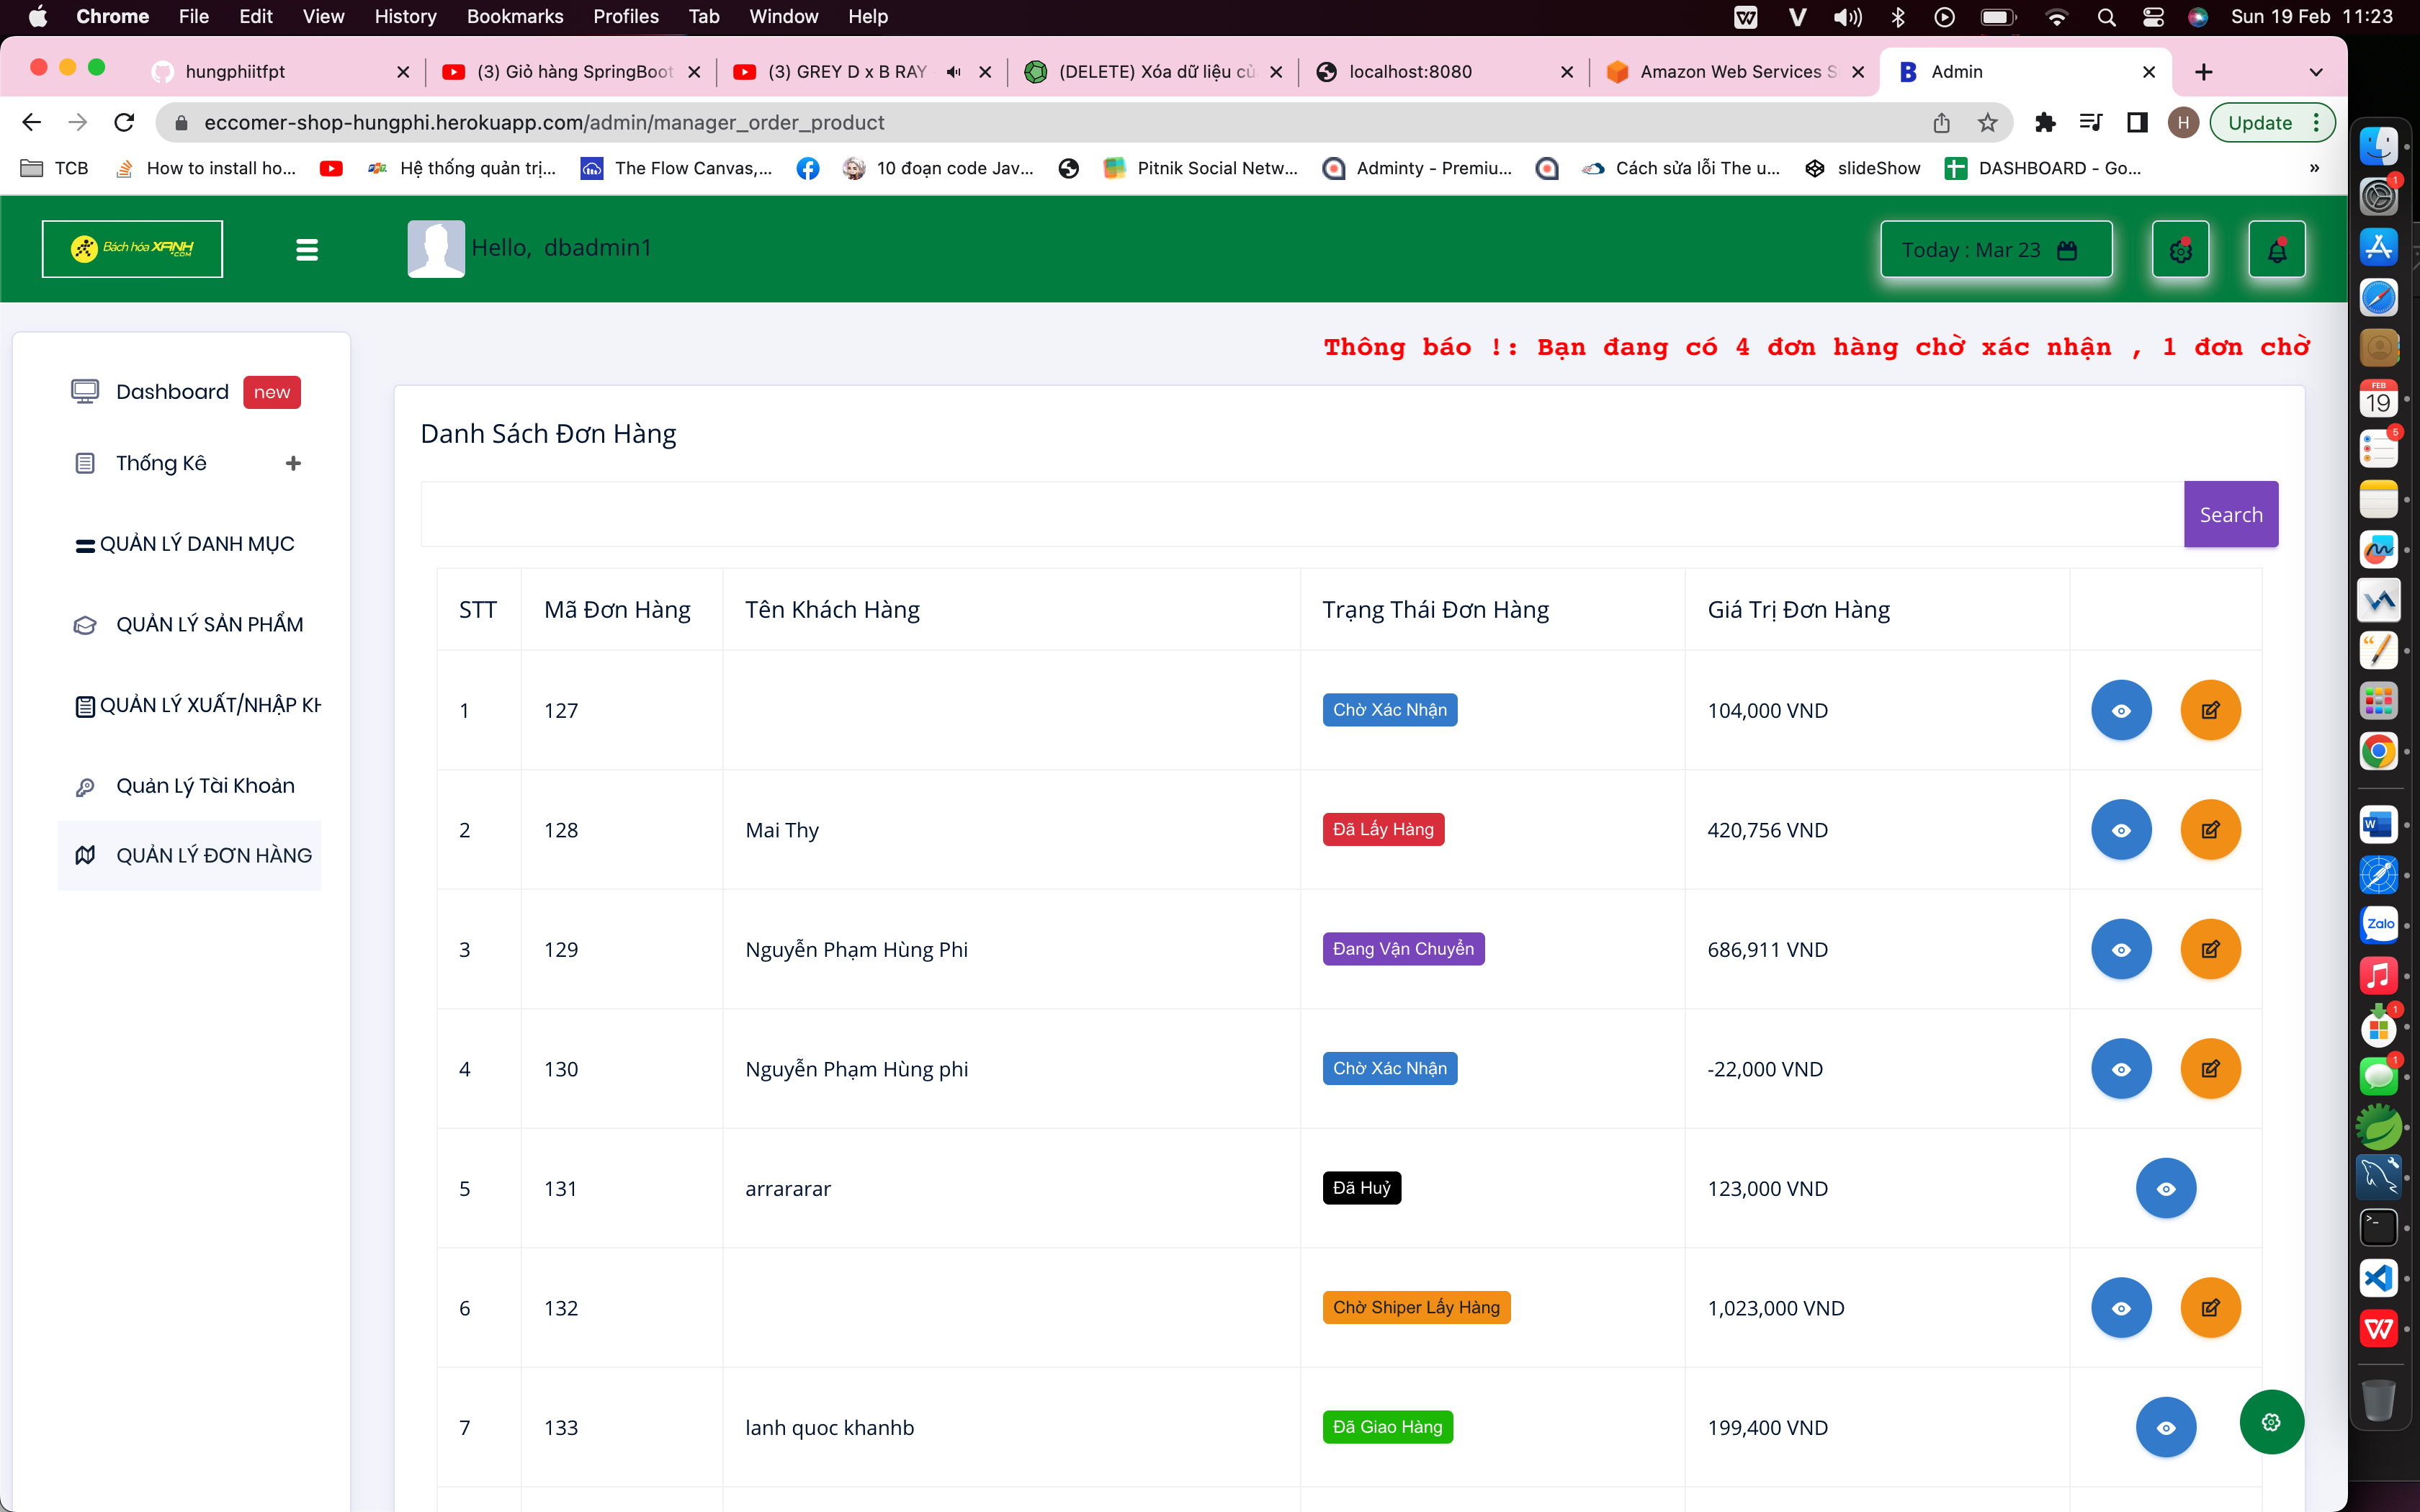 Chrome File Edit View History Bookmarks Profiles Tab Window Help Sun 19 Feb 11:23
hungphiitfpt (3) Giỏ hàng SpringBoot (3) GREY D x B RAY (DELETE) Xóa dữ liệu củ localhost:8080 Amazon Web Services S Admin
eccomer-shop-hungphi.herokuapp.com/admin/manager_order_product H Update
TCB How to install ho... Hệ thống quản trị... The Flow Canvas,... 10 đoạn code Jav... Pitnik Social Netw... Adminty - Premiu... Cách sửa lỗi The u... slideShow DASHBOARD - Go... »
Bách hóa XANH .COM Hello, dbadmin1 Today : Mar 23
Thông báo !: Bạn đang có 4 đơn hàng chờ xác nhận , 1 đơn chờ
Dashboard new
Thống Kê +
QUẢN LÝ DANH MỤC
QUẢN LÝ SẢN PHẨM
QUẢN LÝ XUẤT/NHẬP KH
Quản Lý Tài Khoản
QUẢN LÝ ĐƠN HÀNG
Danh Sách Đơn Hàng
Search
STT Mã Đơn Hàng Tên Khách Hàng Trạng Thái Đơn Hàng Giá Trị Đơn Hàng
1 127 Chờ Xác Nhận 104,000 VND
2 128 Mai Thy Đã Lấy Hàng 420,756 VND
3 129 Nguyễn Phạm Hùng Phi Đang Vận Chuyển 686,911 VND
4 130 Nguyễn Phạm Hùng phi Chờ Xác Nhận -22,000 VND
5 131 arrararar Đã Huỷ 123,000 VND
6 132 Chờ Shiper Lấy Hàng 1,023,000 VND
7 133 lanh quoc khanhb Đã Giao Hàng 199,400 VND
1
FEB
19
5
W
Zalo
1
1